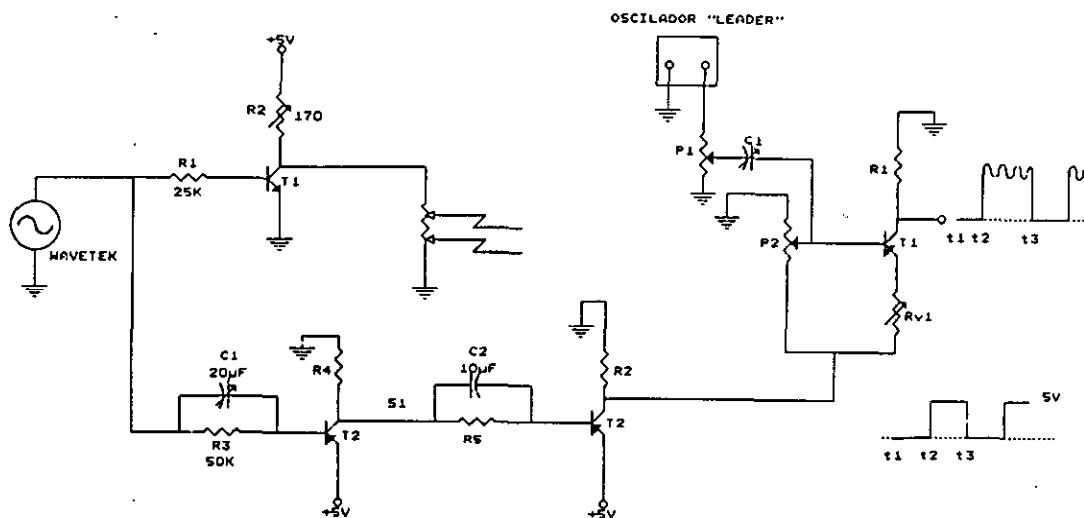 OSCILADOR "LEADER"
+5V
R2
170
R1
25K
T1
WAVETEK
P1
C1
R1
P2
T1
t1 t2 t3
Rv1
C1
20µF
R4
C2
10µF
R2
S1
R3
50K
T2
R5
T2
5V
t1 t2 t3
+5V
+5V